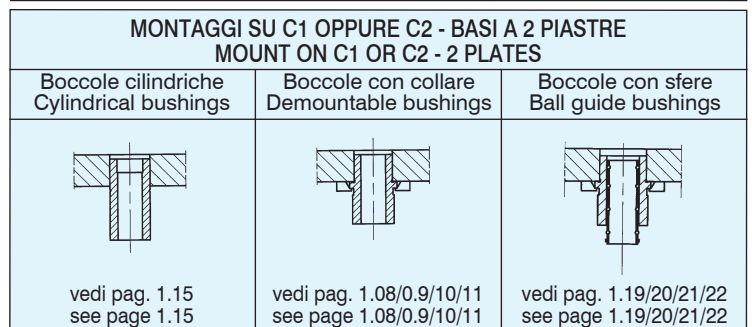 MONTAGGI SU C1 OPPURE C2 - BASI A 2 PIASTRE
MOUNT ON C1 OR C2 - 2 PLATES
Boccole cilindriche
Cylindrical bushings
Boccole con collare
Demountable bushings
Boccole con sfere
Ball guide bushings
vedi pag. 1.15
see page 1.15
vedi pag. 1.08/0.9/10/11
see page 1.08/0.9/10/11
vedi pag. 1.19/20/21/22
see page 1.19/20/21/22